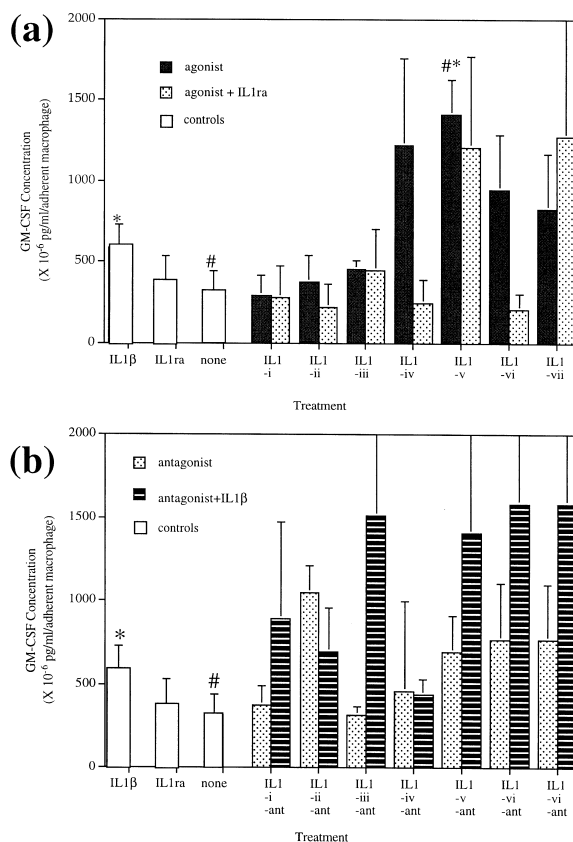 (a)
2000
1500
1000
500
0
GM-CSF Concentration
(X 10⁻⁶ pg/ml/adherent macrophage)
agonist
agonist + IL1ra
controls
*
#
#*
IL1β IL1ra none IL1 IL1 IL1 IL1 IL1 IL1 IL1
-i -ii -iii -iv -v -vi -vii
Treatment
(b)
2000
1500
1000
500
0
GM-CSF Concentration
(X 10⁻⁶ pg/ml/adherent macrophage)
antagonist
antagonist+IL1β
controls
*
#
IL1β IL1ra none IL1 IL1 IL1 IL1 IL1 IL1 IL1
-i -ii -iii -iv -v -vi -vi
-ant -ant -ant -ant -ant -ant -ant
Treatment